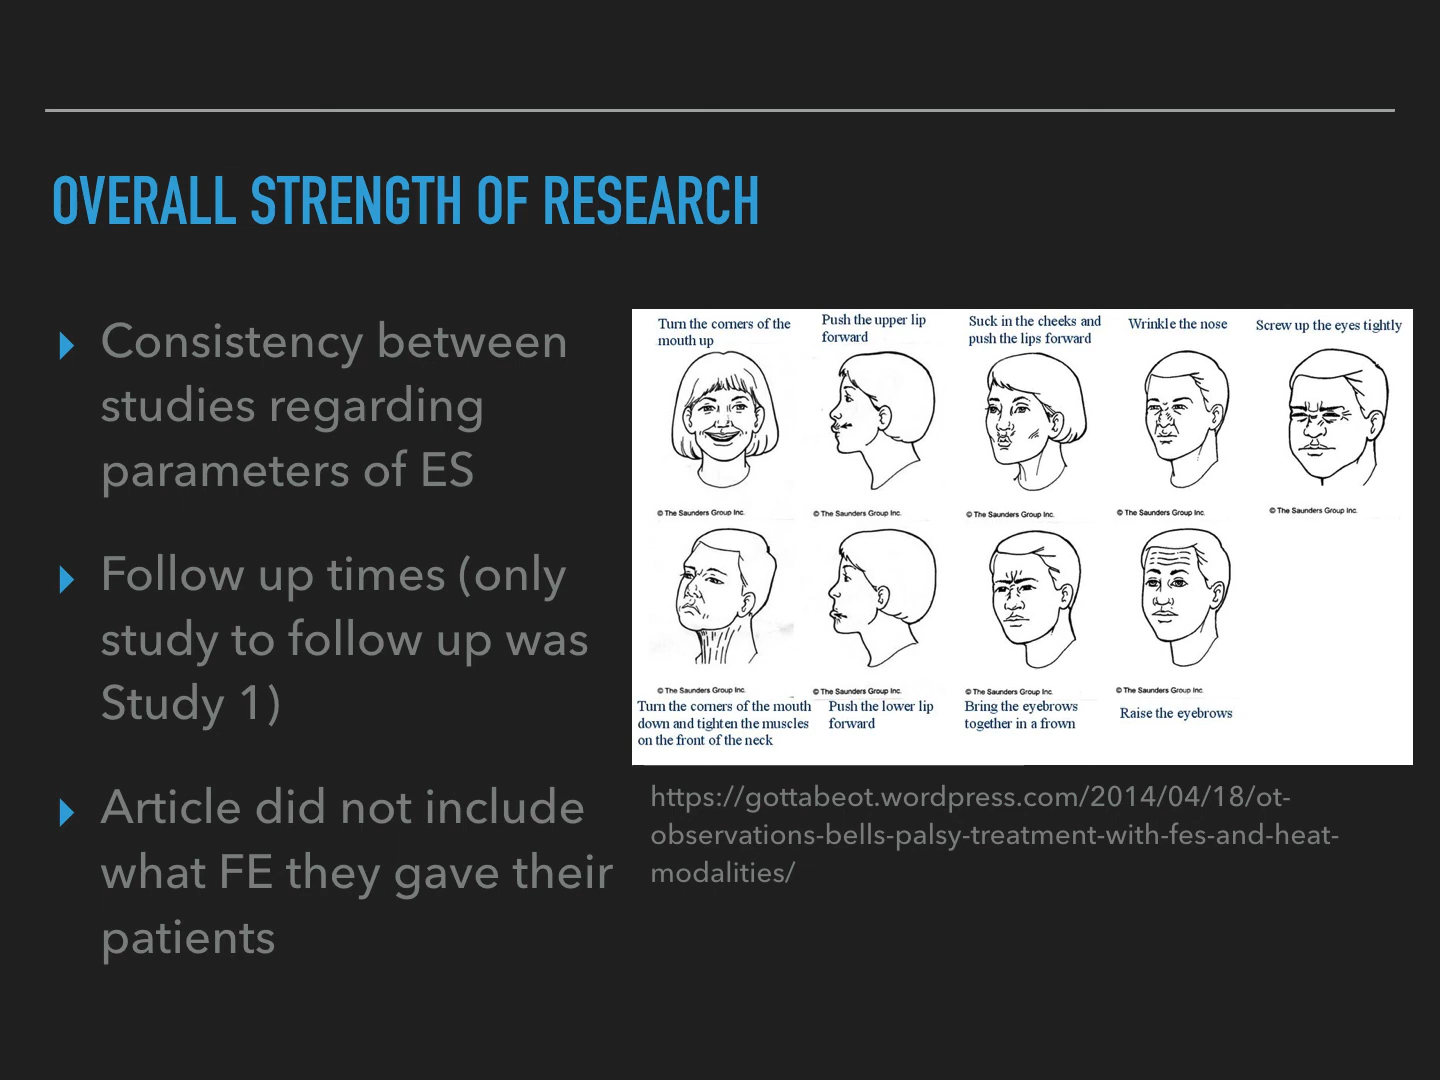 OVERALL STRENGTH OF RESEARCH
Consistency between
studies regarding
parameters of ES
Follow up times (only
study to follow up was
Study 1)
Article did not include
what FE they gave their
patients
Turn the corners of the
mouth up
Push the upper lip
forward
Suck in the cheeks and
push the lips forward
Wrinkle the nose
Screw up the eyes tightly
© The Saunders Group Inc.
© The Saunders Group Inc.
© The Saunders Group Inc.
© The Saunders Group Inc.
© The Saunders Group Inc.
© The Saunders Group Inc.
© The Saunders Group Inc.
© The Saunders Group Inc.
© The Saunders Group Inc.
Turn the corners of the mouth
down and tighten the muscles
on the front of the neck
Push the lower lip
forward
Bring the eyebrows
together in a frown
Raise the eyebrows
https://gottabeot.wordpress.com/2014/04/18/ot-
observations-bells-palsy-treatment-with-fes-and-heat-
modalities/